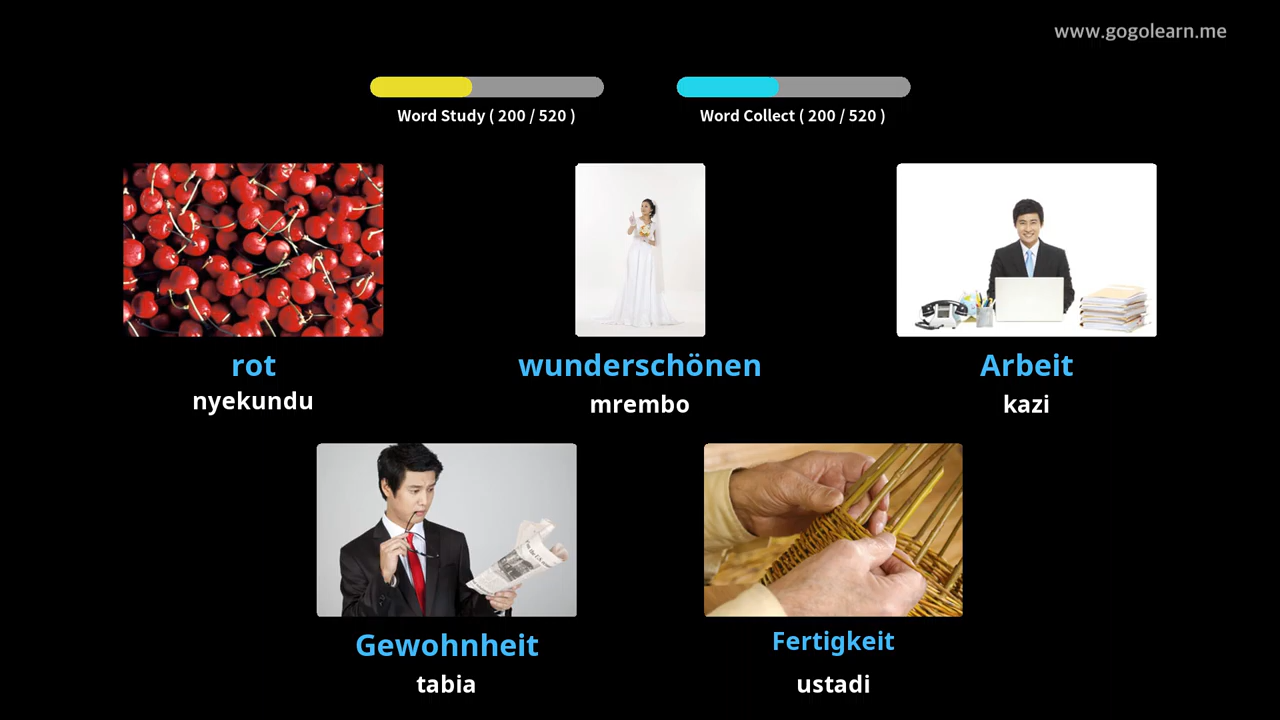 www.gogolearn.me
Word Study ( 200 / 520 )
Word Collect ( 200 / 520 )
rot
nyekundu
wunderschönen
mrembo
Arbeit
kazi
Gewohnheit
tabia
Fertigkeit
ustadi